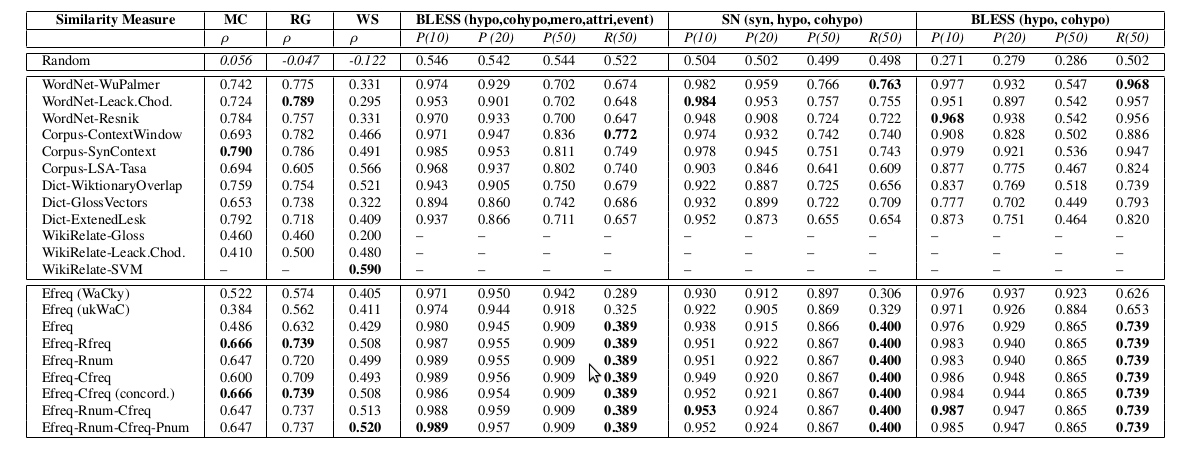 Similarity Measure MC RG WS BLESS (hypo,cohypo,mero,attri,event) SN (syn, hypo, cohypo) BLESS (hypo, cohypo)
ρ ρ ρ P(10) P (20) P(50) R(50) P(10) P(20) P(50) R(50) P(10) P(20) P(50) R(50)
Random 0.056 -0.047 -0.122 0.546 0.542 0.544 0.522 0.504 0.502 0.499 0.498 0.271 0.279 0.286 0.502
WordNet-WuPalmer 0.742 0.775 0.331 0.974 0.929 0.702 0.674 0.982 0.959 0.766 0.763 0.977 0.932 0.547 0.968
WordNet-Leack.Chod. 0.724 0.789 0.295 0.953 0.901 0.702 0.648 0.984 0.953 0.757 0.755 0.951 0.897 0.542 0.957
WordNet-Resnik 0.784 0.757 0.331 0.970 0.933 0.700 0.647 0.948 0.908 0.724 0.722 0.968 0.938 0.542 0.956
Corpus-ContextWindow 0.693 0.782 0.466 0.971 0.947 0.836 0.772 0.974 0.932 0.742 0.740 0.908 0.828 0.502 0.886
Corpus-SynContext 0.790 0.786 0.491 0.985 0.953 0.811 0.749 0.978 0.945 0.751 0.743 0.979 0.921 0.536 0.947
Corpus-LSA-Tasa 0.694 0.605 0.566 0.968 0.937 0.802 0.740 0.903 0.846 0.641 0.609 0.877 0.775 0.467 0.824
Dict-WiktionaryOverlap 0.759 0.754 0.521 0.943 0.905 0.750 0.679 0.922 0.887 0.725 0.656 0.837 0.769 0.518 0.739
Dict-GlossVectors 0.653 0.738 0.322 0.894 0.860 0.742 0.686 0.932 0.899 0.722 0.709 0.777 0.702 0.449 0.793
Dict-ExtenedLesk 0.792 0.718 0.409 0.937 0.866 0.711 0.657 0.952 0.873 0.655 0.654 0.873 0.751 0.464 0.820
WikiRelate-Gloss 0.460 0.460 0.200 – – – – – – – – – – – –
WikiRelate-Leack.Chod. 0.410 0.500 0.480 – – – – – – – – – – – –
WikiRelate-SVM – – 0.590 – – – – – – – – – – – –
Efreq (WaCky) 0.522 0.574 0.405 0.971 0.950 0.942 0.289 0.930 0.912 0.897 0.306 0.976 0.937 0.923 0.626
Efreq (ukWaC) 0.384 0.562 0.411 0.974 0.944 0.918 0.325 0.922 0.905 0.869 0.329 0.971 0.926 0.884 0.653
Efreq 0.486 0.632 0.429 0.980 0.945 0.909 0.389 0.938 0.915 0.866 0.400 0.976 0.929 0.865 0.739
Efreq-Rfreq 0.666 0.739 0.508 0.987 0.955 0.909 0.389 0.951 0.922 0.867 0.400 0.983 0.940 0.865 0.739
Efreq-Rnum 0.647 0.720 0.499 0.989 0.955 0.909 0.389 0.951 0.922 0.867 0.400 0.983 0.940 0.865 0.739
Efreq-Cfreq 0.600 0.709 0.493 0.989 0.956 0.909 0.389 0.949 0.920 0.867 0.400 0.986 0.948 0.865 0.739
Efreq-Cfreq (concord.) 0.666 0.739 0.508 0.986 0.954 0.909 0.389 0.952 0.921 0.867 0.400 0.984 0.944 0.865 0.739
Efreq-Rnum-Cfreq 0.647 0.737 0.513 0.988 0.959 0.909 0.389 0.953 0.924 0.867 0.400 0.987 0.947 0.865 0.739
Efreq-Rnum-Cfreq-Pnum 0.647 0.737 0.520 0.989 0.957 0.909 0.389 0.952 0.924 0.867 0.400 0.985 0.947 0.865 0.739